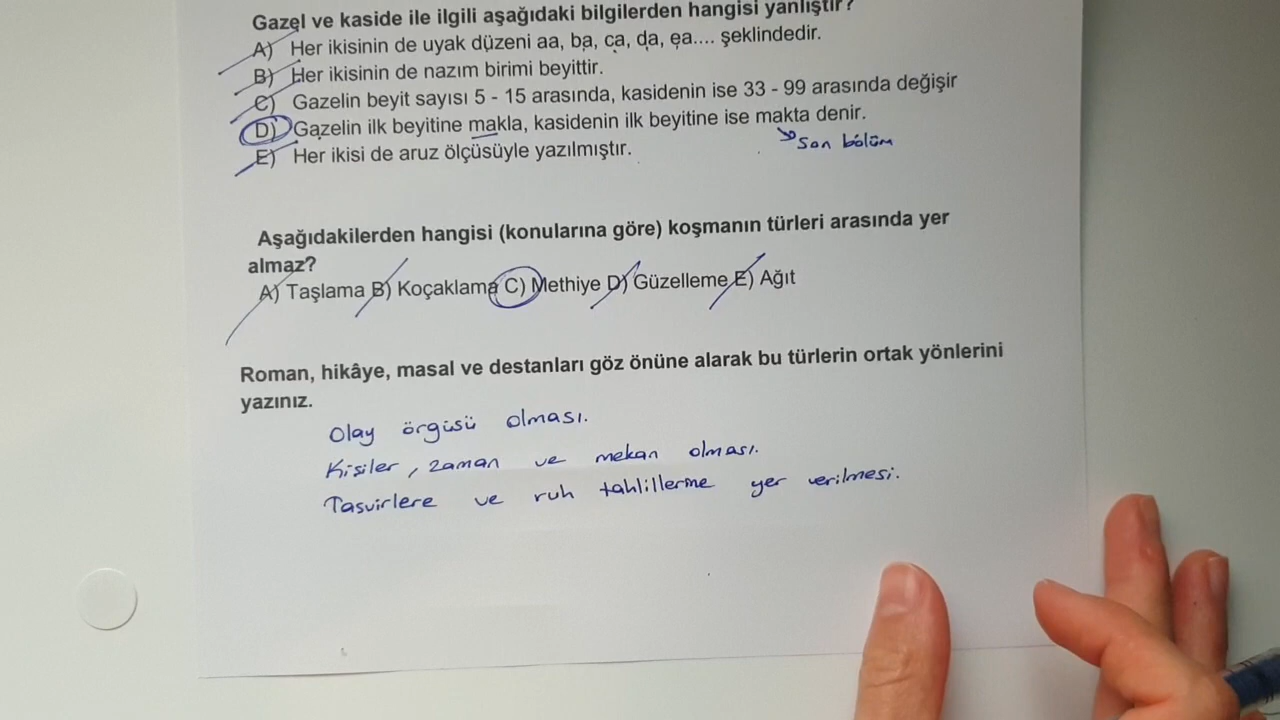 Gazel ve kaside ile ilgili aşağıdaki bilgilerden hangisi yanlıştır?
A) Her ikisinin de uyak düzeni aa, ba, ca, da, ea.... şeklindedir.
B) Her ikisinin de nazım birimi beyittir.
C) Gazelin beyit sayısı 5 - 15 arasında, kasidenin ise 33 - 99 arasında değişir
D) Gazelin ilk beyitine makla, kasidenin ilk beyitine ise makta denir.
Son bölüm
E) Her ikisi de aruz ölçüsüyle yazılmıştır.
Aşağıdakilerden hangisi (konularına göre) koşmanın türleri arasında yer
almaz?
A) Taşlama B) Koçaklama C) Methiye D) Güzelleme E) Ağıt
Roman, hikâye, masal ve destanları göz önüne alarak bu türlerin ortak yönlerini
yazınız.
Olay örgüsü olması.
Kişiler, zaman ve mekan olması.
Tasvirlere ve ruh tahlillerine yer verilmesi.